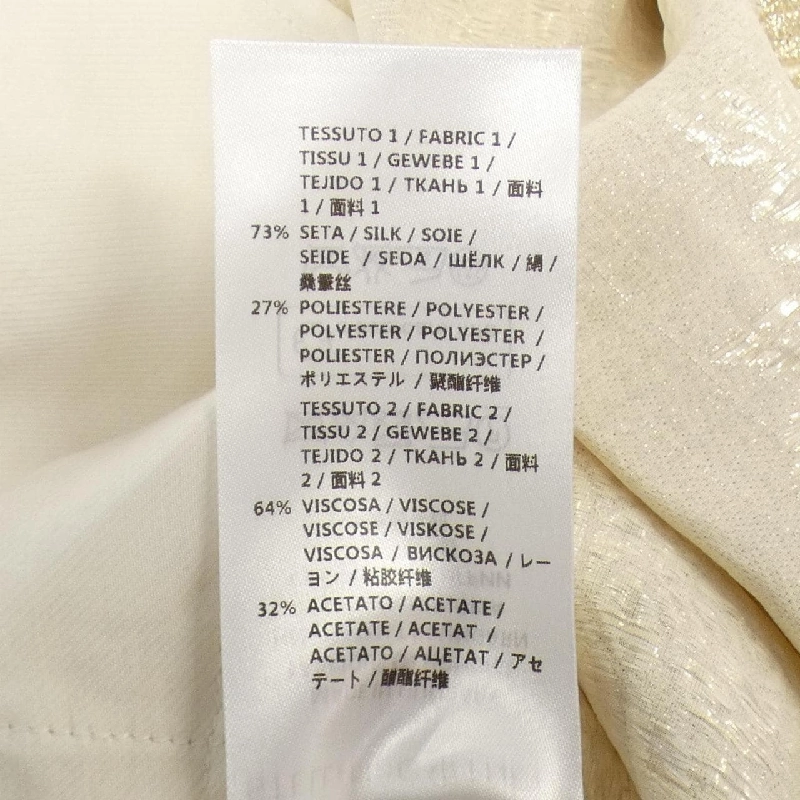 TESSUTO 1 / FABRIC 1 /
TISSU 1 / GEWEBE 1 /
TEJIDO 1 / ТКАНЬ 1 / 面料
1 / 面料 1
73% SETA / SILK / SOIE /
SEIDE / SEDA / ШЁЛК / 絹 /
桑蚕丝
27% POLIESTERE / POLYESTER /
POLYESTER / POLYESTER /
POLIESTER / ПОЛИЭСТЕР /
ポリエステル / 聚酯纤维
TESSUTO 2 / FABRIC 2 /
TISSU 2 / GEWEBE 2 /
TEJIDO 2 / ТКАНЬ 2 / 面料
2 / 面料 2
64% VISCOSA / VISCOSE /
VISCOSE / VISKOSE /
VISCOSA / ВИСКОЗА / レー
ヨン / 粘胶纤维
32% ACETATO / ACETATE /
ACETATE / ACETAT /
ACETATO / АЦЕТАТ / アセ
テート / 醋酯纤维